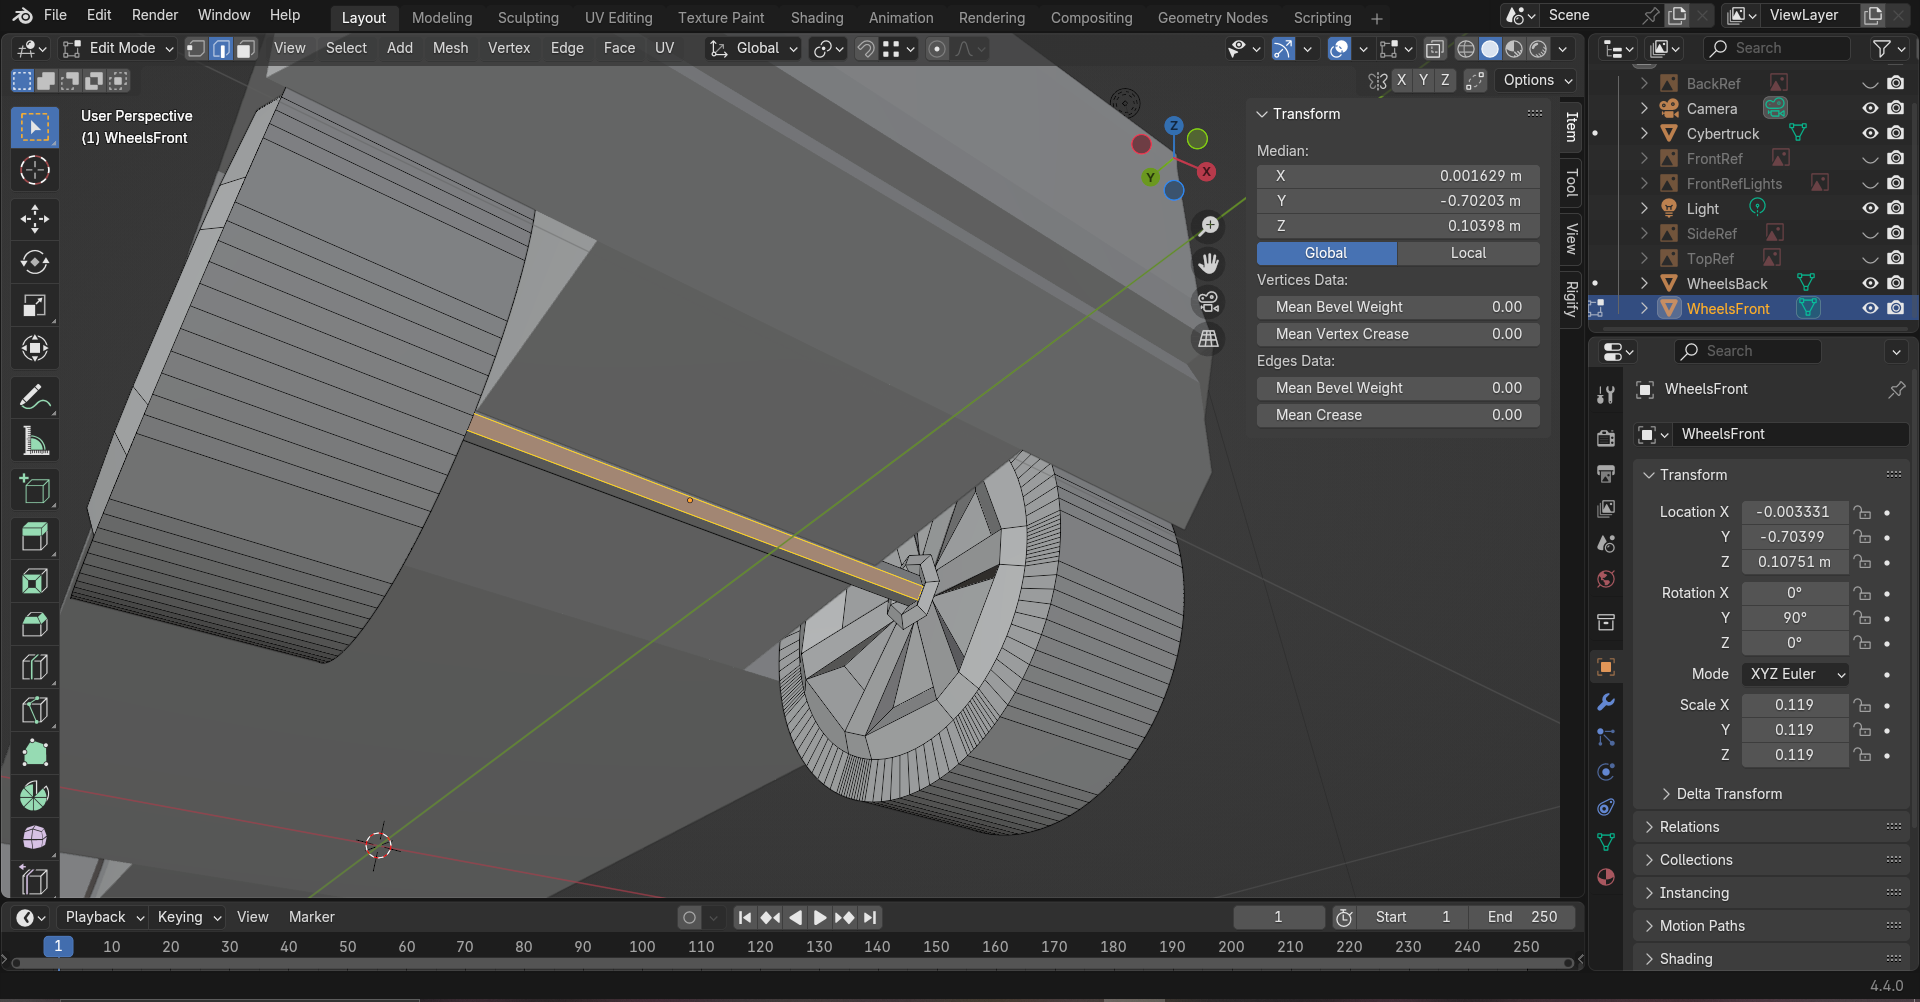 File Edit Render Window Help Layout Modeling Sculpting UV Editing Texture Paint Shading Animation Rendering Compositing Geometry Nodes Scripting + Scene ViewLayer
Edit Mode View Select Add Mesh Vertex Edge Face UV Global Search
X Y Z Options
User Perspective
(1) WheelsFront
Z
X
Y
Transform
Median:
X 0.001629 m
Y -0.70203 m
Z 0.10398 m
Global Local
Vertices Data:
Mean Bevel Weight 0.00
Mean Vertex Crease 0.00
Edges Data:
Mean Bevel Weight 0.00
Mean Crease 0.00
Item
Tool
View
Rigify
BackRef
Camera
Cybertruck
FrontRef
FrontRefLights
Light
SideRef
TopRef
WheelsBack
WheelsFront
Search
WheelsFront
WheelsFront
Transform
Location X -0.003331
Y -0.70399
Z 0.10751 m
Rotation X 0°
Y 90°
Z 0°
Mode XYZ Euler
Scale X 0.119
Y 0.119
Z 0.119
Delta Transform
Relations
Collections
Instancing
Motion Paths
Shading
Playback Keying View Marker 1 Start 1 End 250
1 10 20 30 40 50 60 70 80 90 100 110 120 130 140 150 160 170 180 190 200 210 220 230 240 250
4.4.0